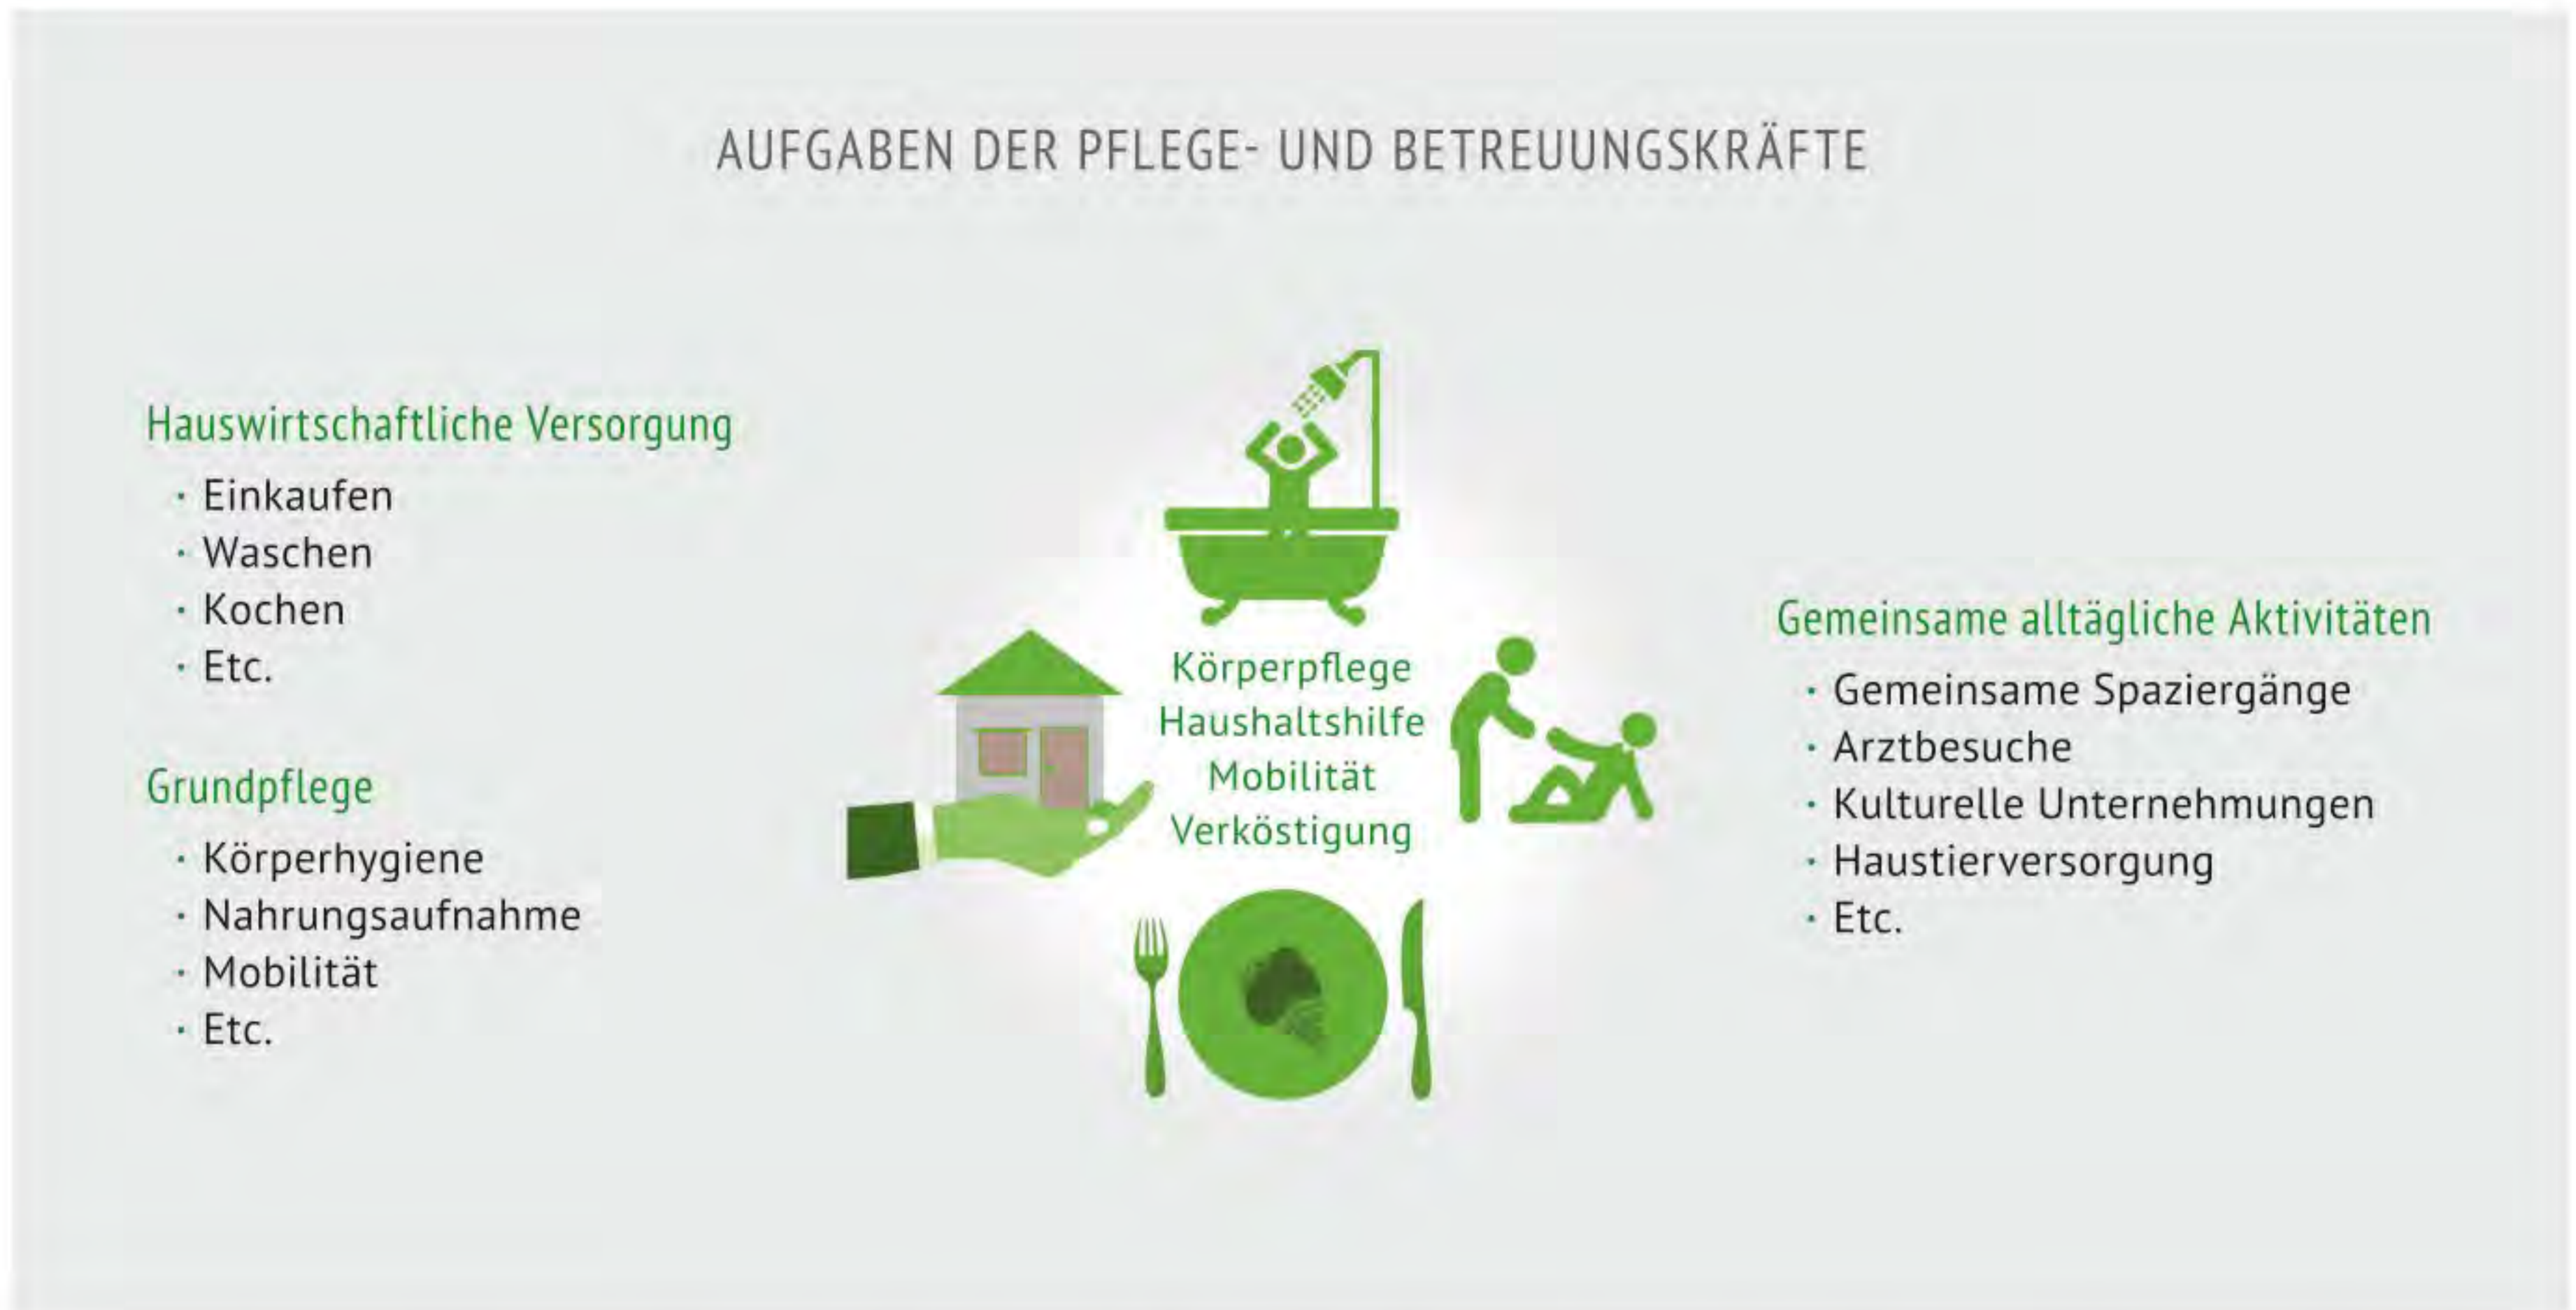 AUFGABEN DER PFLEGE- UND BETREUUNGSKRÄFTE
Hauswirtschaftliche Versorgung
· Einkaufen
· Waschen
· Kochen
· Etc.
Grundpflege
· Körperhygiene
· Nahrungsaufnahme
· Mobilität
· Etc.
Körperpflege
Haushaltshilfe
Mobilität
Verköstigung
Gemeinsame alltägliche Aktivitäten
· Gemeinsame Spaziergänge
· Arztbesuche
· Kulturelle Unternehmungen
· Haustierversorgung
· Etc.